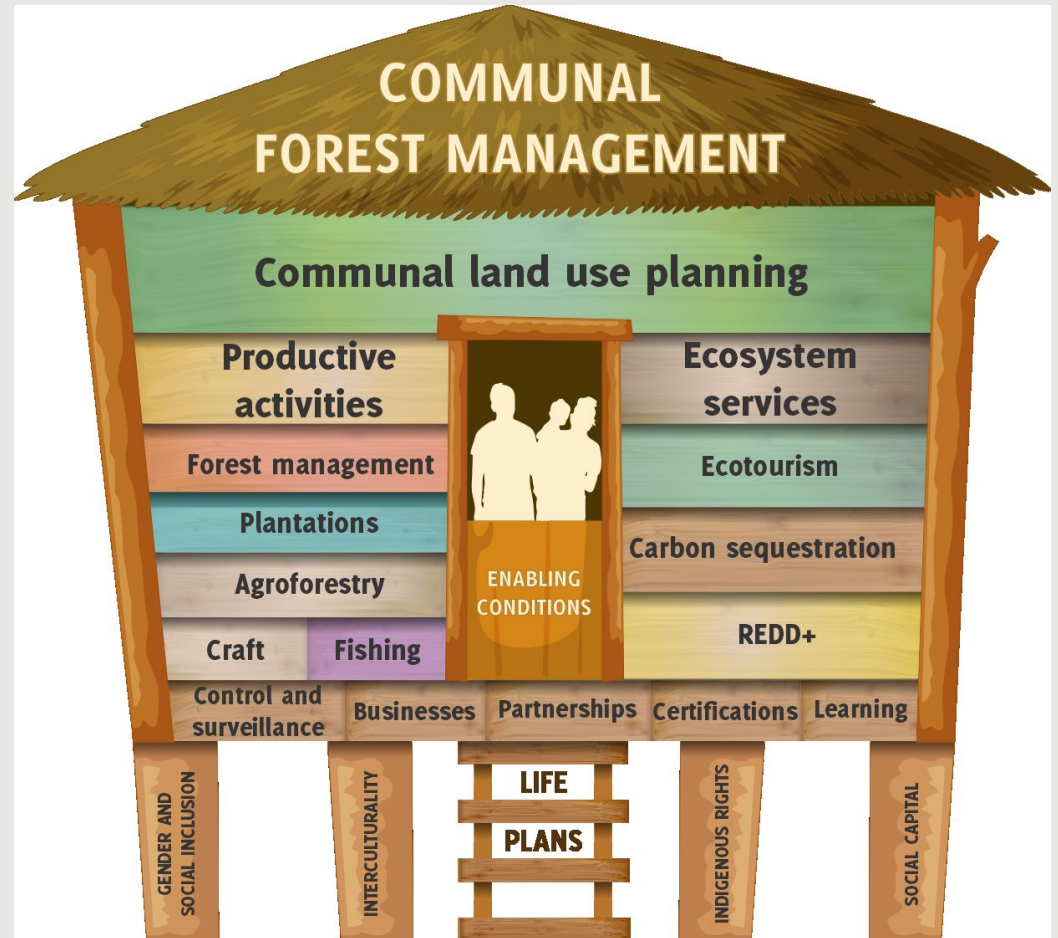 COMMUNAL
FOREST MANAGEMENT
Communal land use planning
Productive
activities
Forest management
Plantations
Agroforestry
Craft
Fishing
ENABLING
CONDITIONS
Ecosystem
services
Ecotourism
Carbon sequestration
REDD+
Control and
surveillance
Businesses
Partnerships
Certifications
Learning
GENDER AND
SOCIAL INCLUSION
INTERCULTURALITY
LIFE
PLANS
INDIGENOUS RIGHTS
SOCIAL CAPITAL